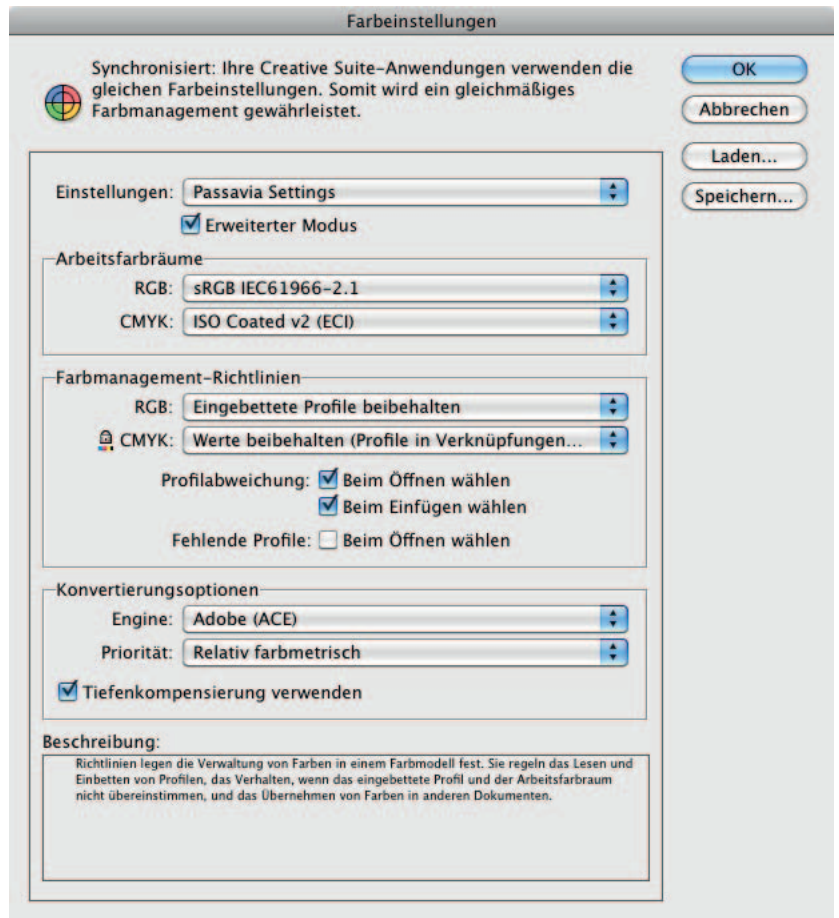 Farbeinstellungen
Synchronisiert: Ihre Creative Suite-Anwendungen verwenden die
gleichen Farbeinstellungen. Somit wird ein gleichmäßiges
Farbmanagement gewährleistet.
OK
Abbrechen
Laden...
Speichern...
Einstellungen: Passavia Settings
Erweiterter Modus
Arbeitsfarbräume
RGB: sRGB IEC61966-2.1
CMYK: ISO Coated v2 (ECI)
Farbmanagement-Richtlinien
RGB: Eingebettete Profile beibehalten
CMYK: Werte beibehalten (Profile in Verknüpfungen...
Profilabweichung: Beim Öffnen wählen
Beim Einfügen wählen
Fehlende Profile: Beim Öffnen wählen
Konvertierungsoptionen
Engine: Adobe (ACE)
Priorität: Relativ farbmetrisch
Tiefenkompensierung verwenden
Beschreibung:
Richtlinien legen die Verwaltung von Farben in einem Farbmodell fest. Sie regeln das Lesen und
Einbetten von Profilen, das Verhalten, wenn das eingebettete Profil und der Arbeitsfarbraum
nicht übereinstimmen, und das Übernehmen von Farben in anderen Dokumenten.